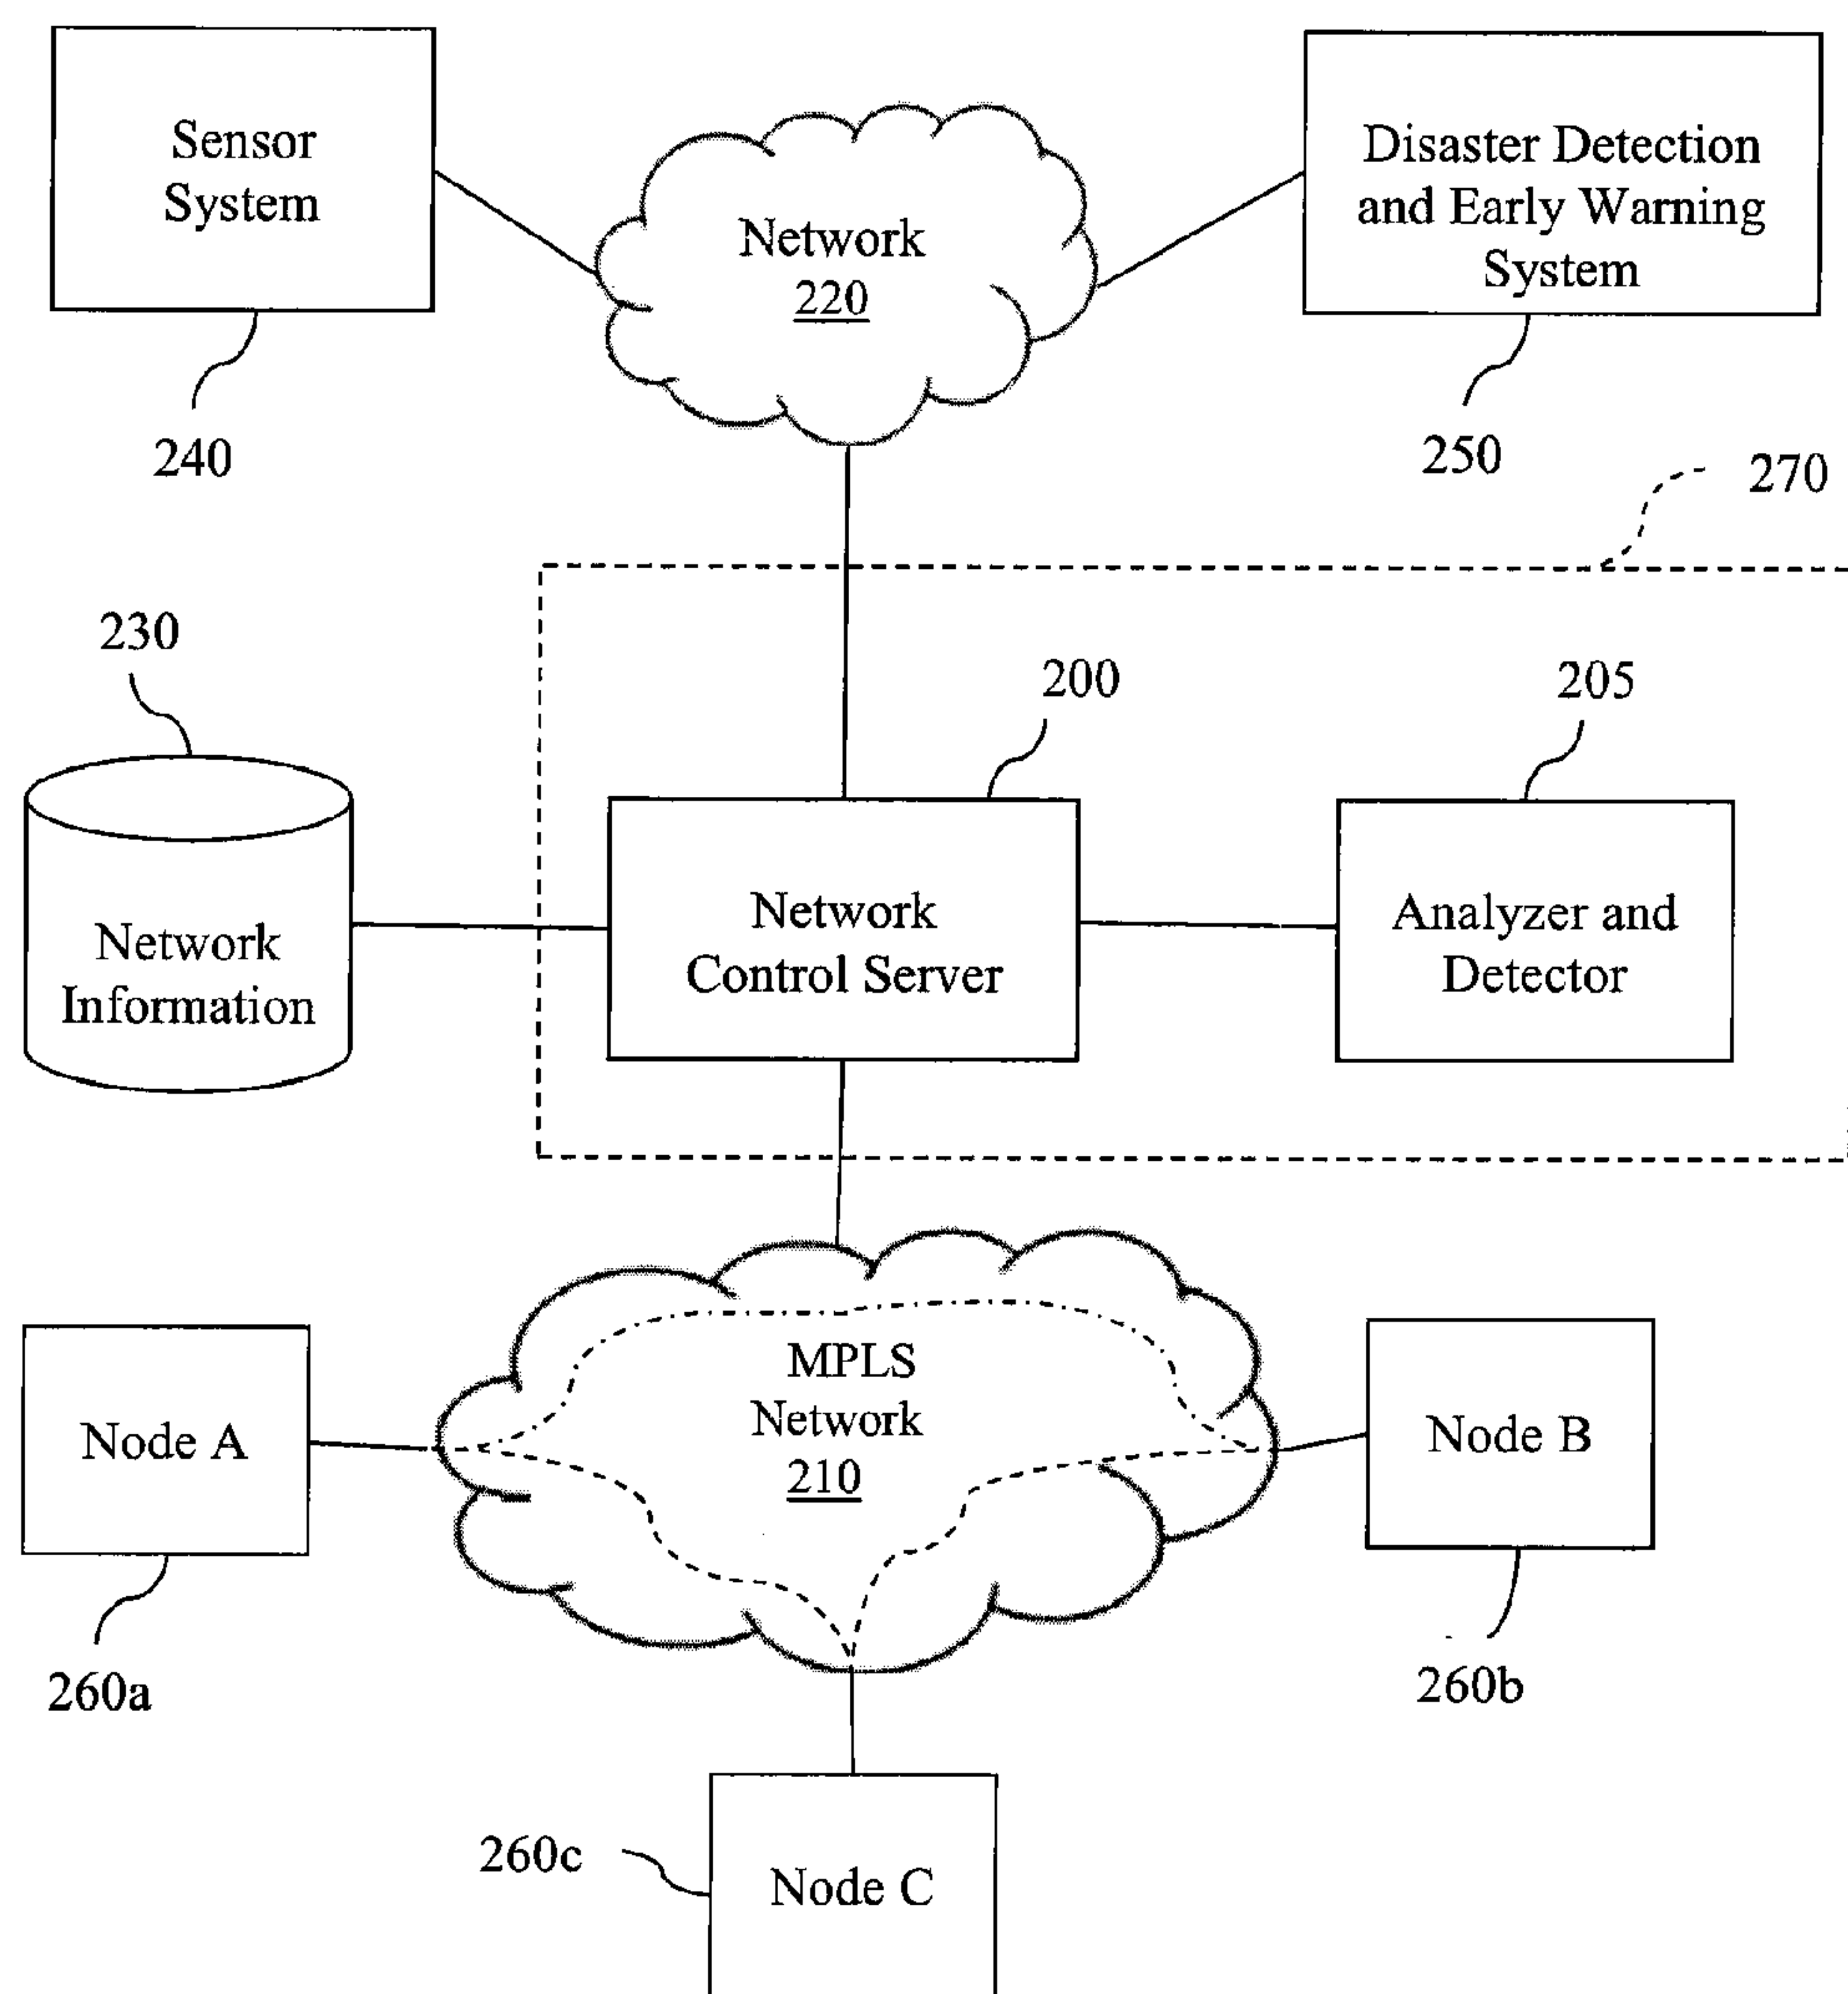 Sensor
System
240
Network
220
Disaster Detection
and Early Warning
System
250
270
230
Network
Information
200
Network
Control Server
205
Analyzer and
Detector
MPLS
Network
210
Node A
260a
Node B
260b
260c
Node C